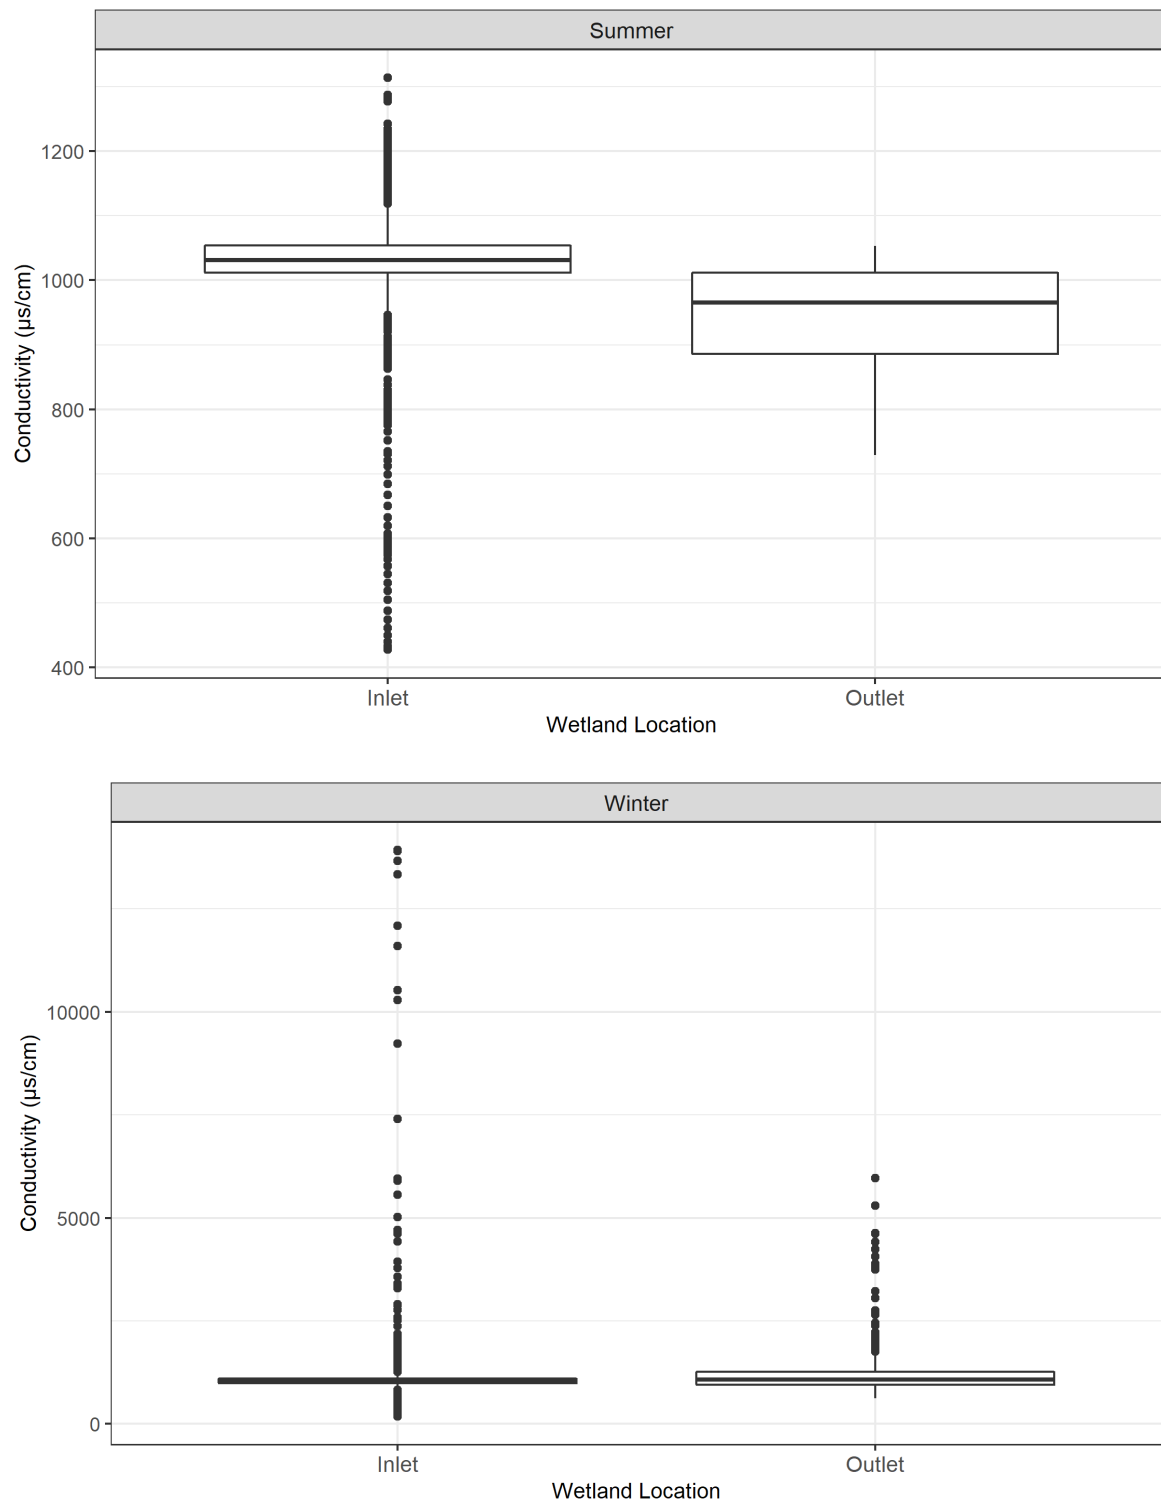 Summer
1200
1000
800
600
400
Conductivity (µs/cm)
Inlet
Outlet
Wetland Location
Winter
10000
5000
0
Conductivity (µs/cm)
Inlet
Outlet
Wetland Location